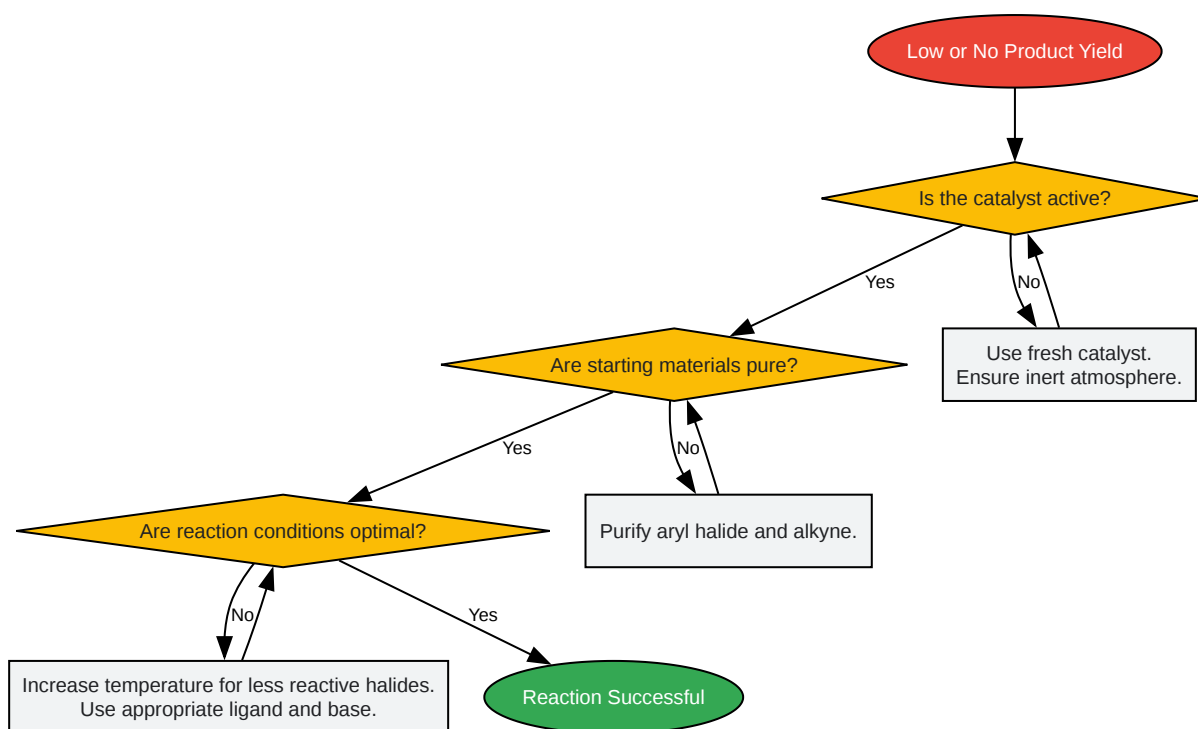 Low or No Product Yield
Is the catalyst active?
Yes
No
Are starting materials pure?
Use fresh catalyst.
Ensure inert atmosphere.
Yes
No
Are reaction conditions optimal?
Purify aryl halide and alkyne.
No
Yes
Increase temperature for less reactive halides.
Use appropriate ligand and base.
Reaction Successful